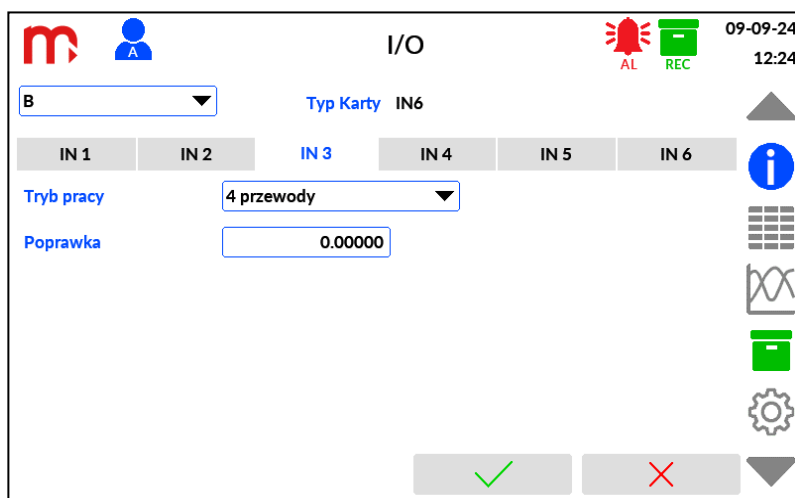 A
I/O
AL
REC
09-09-24
12:24
B
Typ Karty IN6
IN 1 IN 2 IN 3 IN 4 IN 5 IN 6
Tryb pracy 4 przewody
Poprawka 0.00000